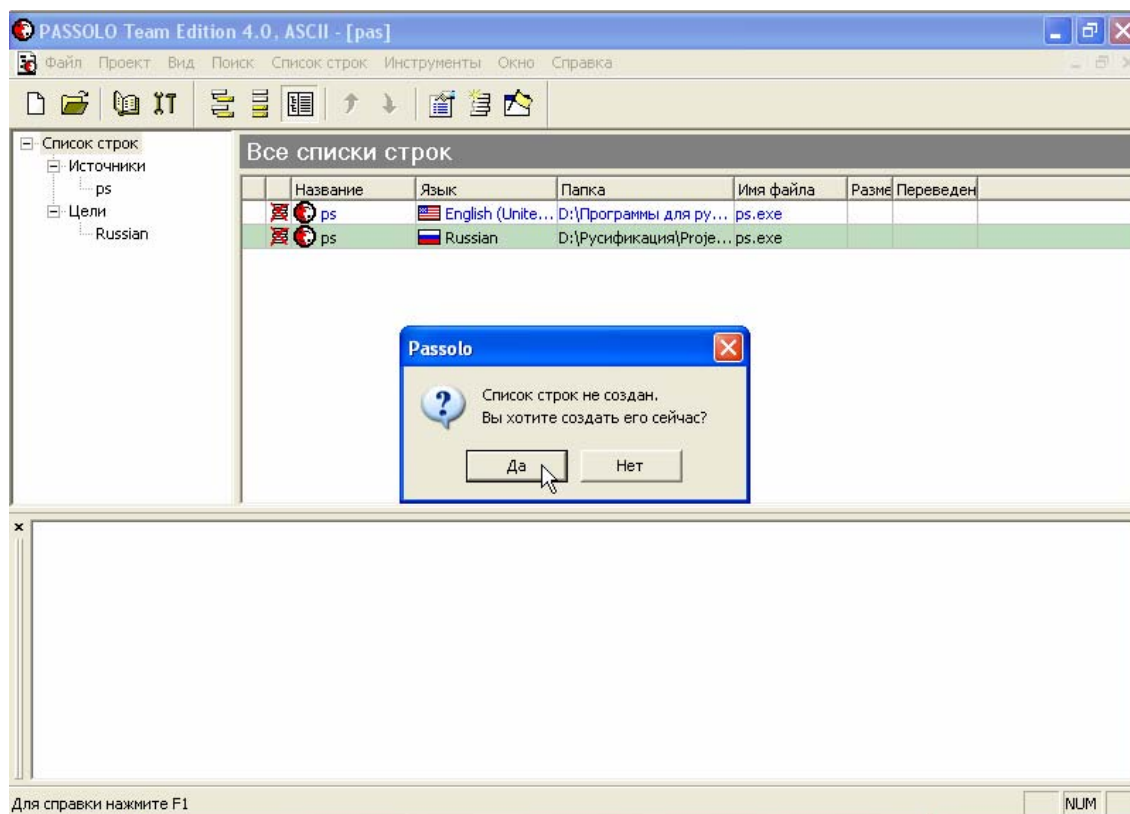 PASSOLO Team Edition 4.0, ASCII - [pas]
Файл Проект Вид Поиск Список строк Инструменты Окно Справка
Список строк
Источники
ps
Цели
Russian
Все списки строк
Название Язык Папка Имя файла Разме Переведен
ps English (Unite... D:\Программы для ру... ps.exe
ps Russian D:\Русификация\Proje... ps.exe
Passolo
Список строк не создан.
Вы хотите создать его сейчас?
Да Нет
Для справки нажмите F1
NUM